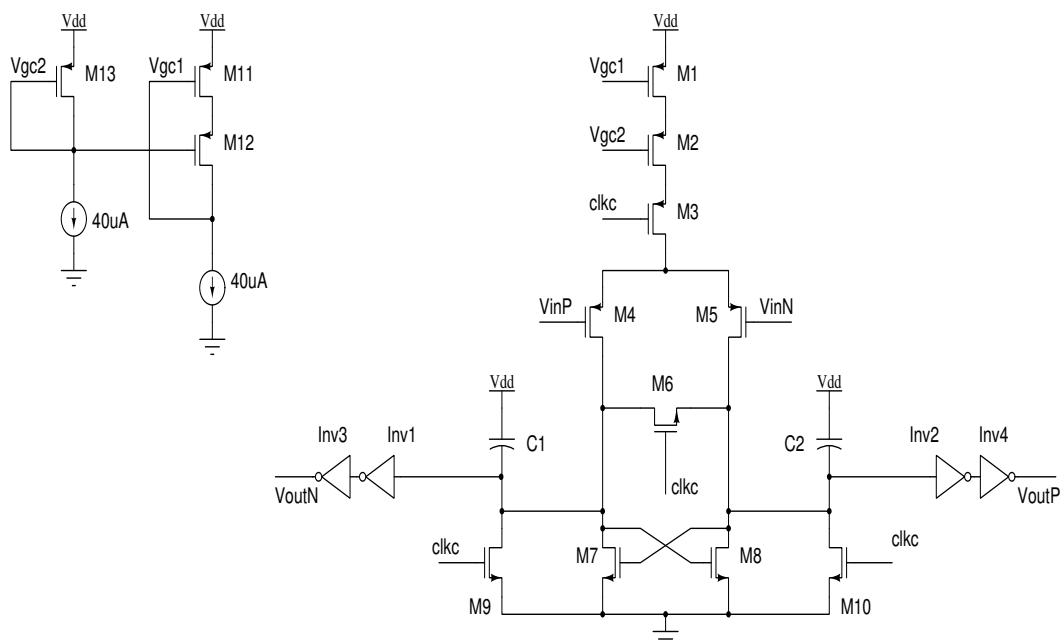 Vdd
Vdd
Vdd
Vgc2
M13
Vgc1
M11
Vgc1
M1
M12
Vgc2
M2
clkc
M3
40uA
40uA
VinP
M4
M5
VinN
Vdd
M6
Vdd
Inv3
Inv1
C1
C2
Inv2
Inv4
VoutN
clkc
VoutP
clkc
M7
M8
clkc
M9
M10